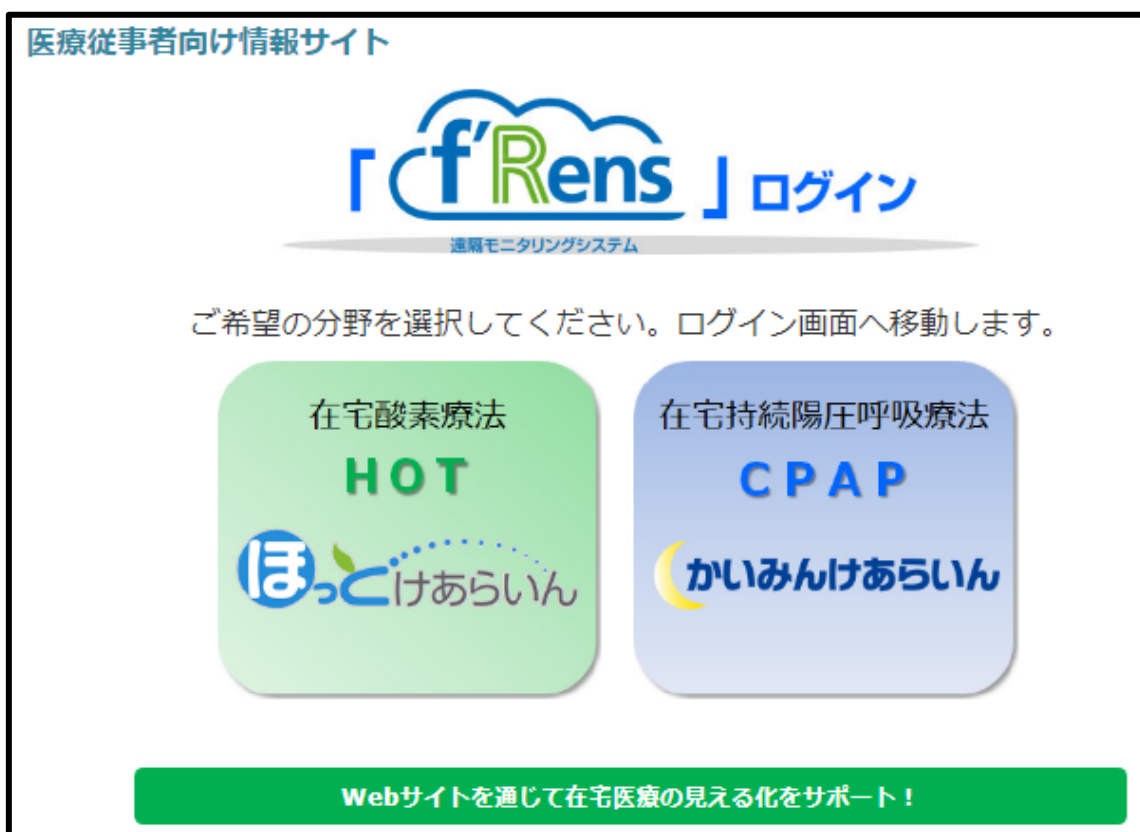 医療従事者向け情報サイト
「f'Rens」ログイン
遠隔モニタリングシステム
ご希望の分野を選択してください。ログイン画面へ移動します。
在宅酸素療法
HOT
ほっとけあらいん
在宅持続陽圧呼吸療法
CPAP
かいみんけあらいん
Webサイトを通じて在宅医療の見える化をサポート！